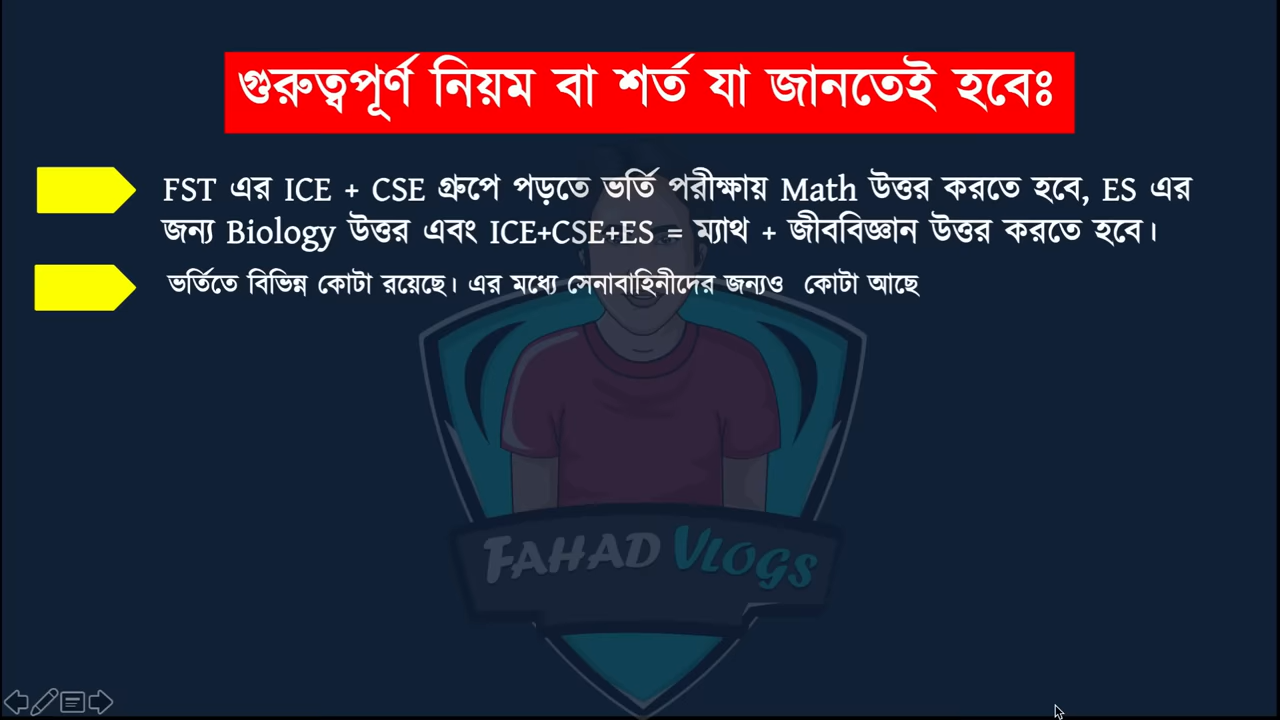 গুরুত্বপূর্ণ নিয়ম বা শর্ত যা জানতেই হবেঃ
FST এর ICE + CSE গ্রুপে পড়তে ভর্তি পরীক্ষায় Math উত্তর করতে হবে, ES এর
জন্য Biology উত্তর এবং ICE+CSE+ES = ম্যাথ + জীববিজ্ঞান উত্তর করতে হবে।
ভর্তিতে বিভিন্ন কোটা রয়েছে। এর মধ্যে সেনাবাহিনীদের জন্যও কোটা আছে
FAHAD VLOGS